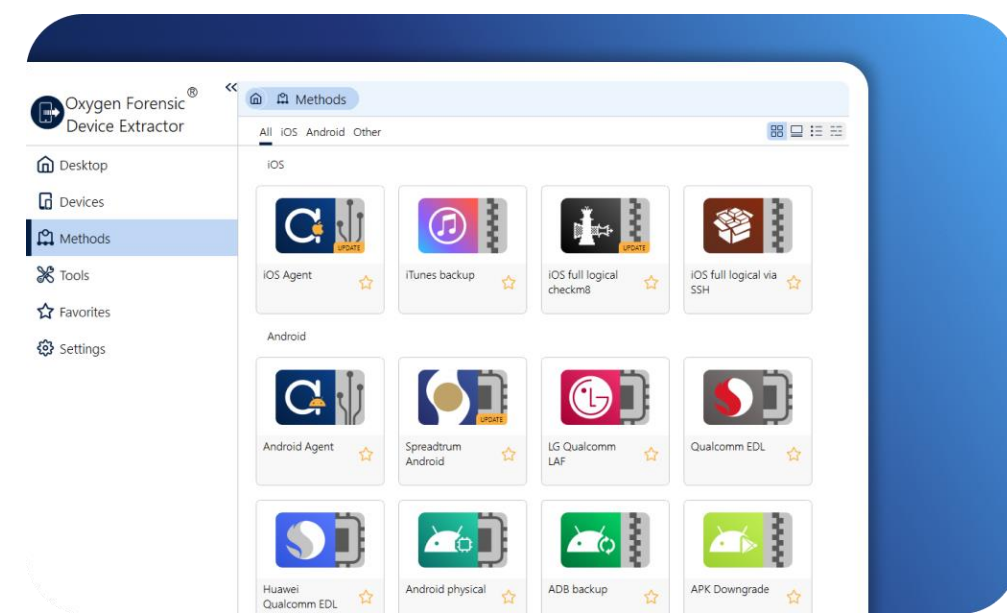 Oxygen Forensic®
Device Extractor
Methods
Desktop
Devices
Methods
Tools
Favorites
Settings
All iOS Android Other
iOS
UPDATE
UPDATE
iOS Agent
iTunes backup
iOS full logical
checkm8
iOS full logical via
SSH
Android
UPDATE
Android Agent
Spreadtrum
Android
LG Qualcomm
LAF
Qualcomm EDL
Huawei
Qualcomm EDL
Android physical
ADB backup
APK Downgrade